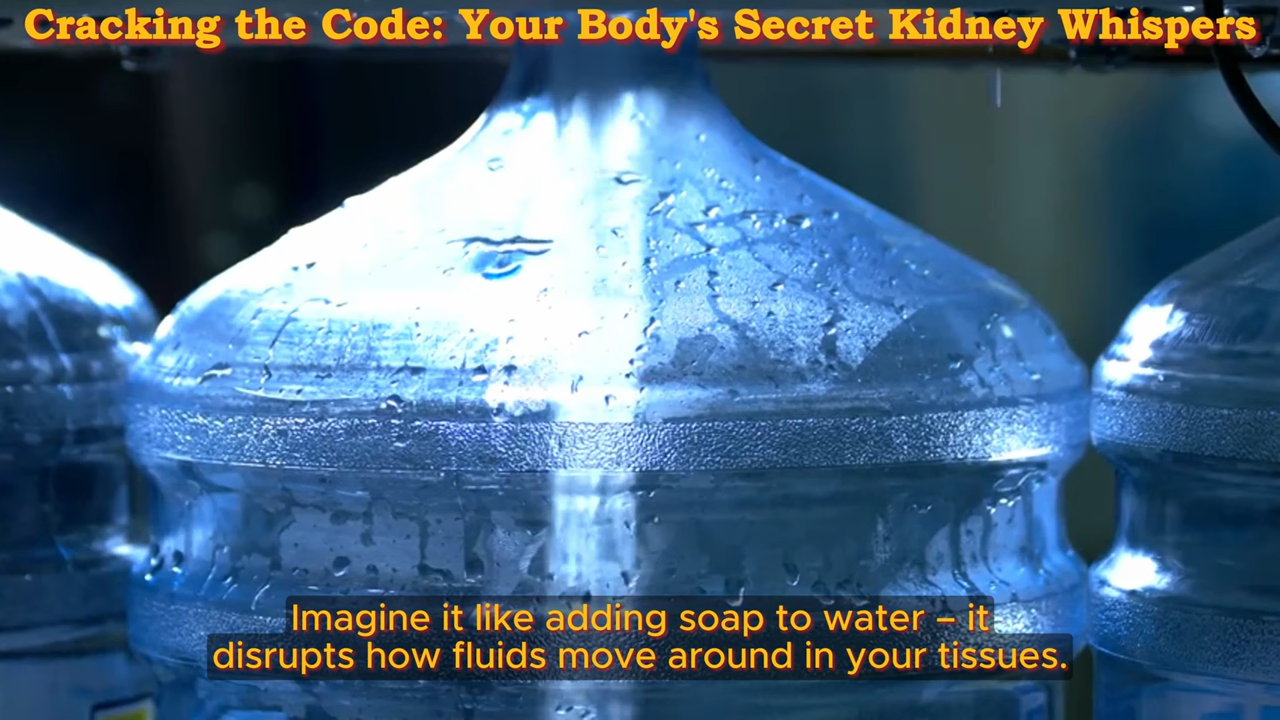 Cracking the Code: Your Body's Secret Kidney Whispers
Imagine it like adding soap to water – it
disrupts how fluids move around in your tissues.